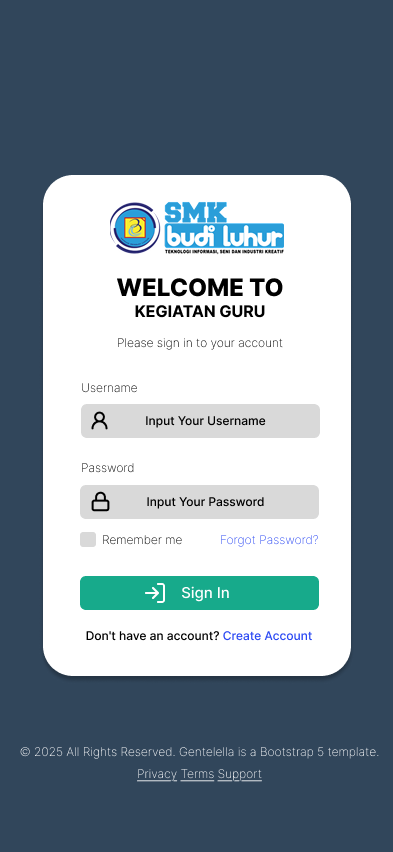 SMK
budi luhur
TEKNOLOGI INFORMASI, SENI DAN INDUSTRI KREATIF
WELCOME TO
KEGIATAN GURU
Please sign in to your account
Username
Input Your Username
Password
Input Your Password
Remember me Forgot Password?
Sign In
Don't have an account? Create Account
© 2025 All Rights Reserved. Gentelella is a Bootstrap 5 template.
Privacy Terms Support